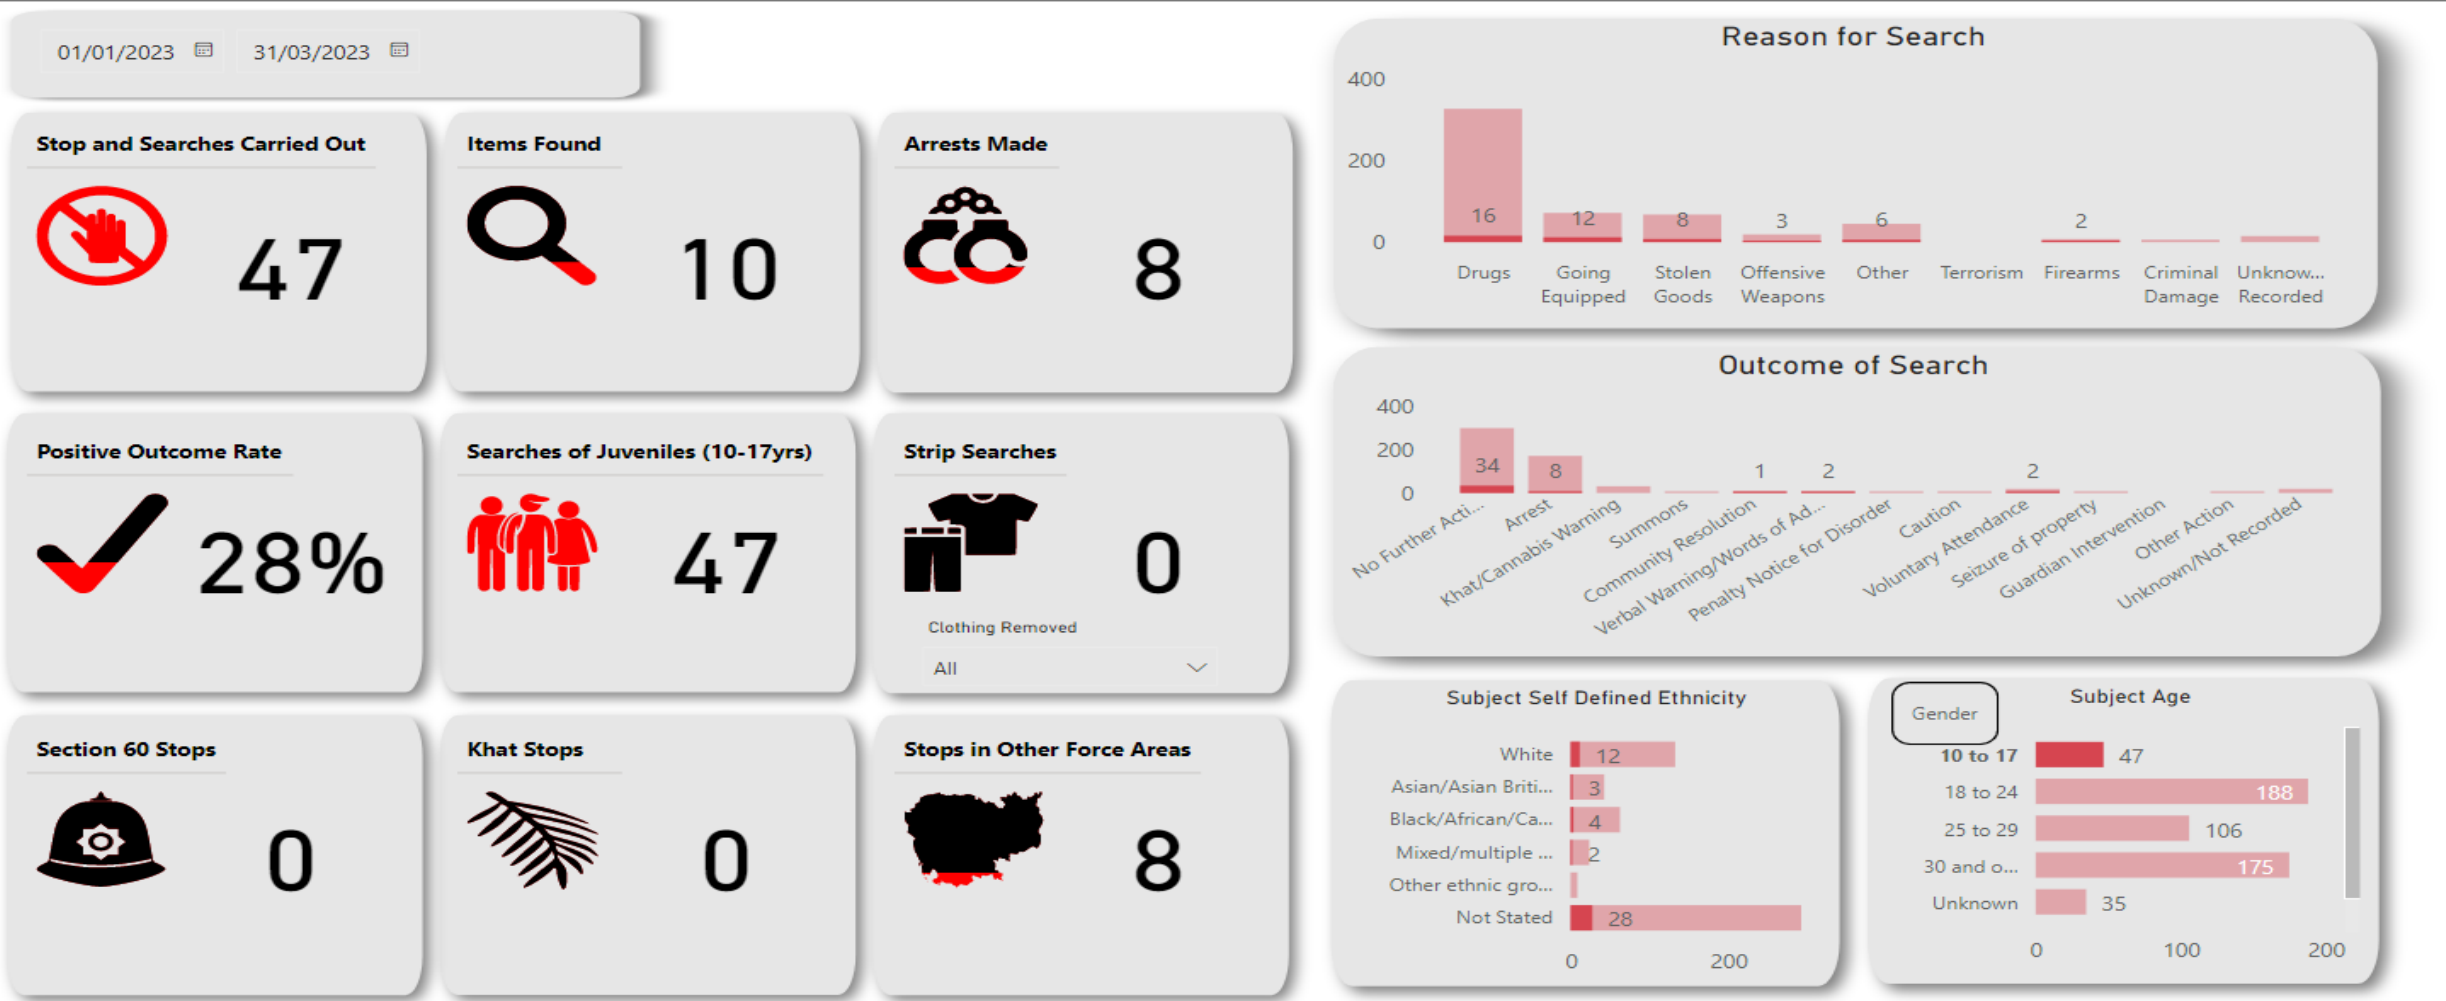 01/01/2023 31/03/2023
Stop and Searches Carried Out
47
Items Found
10
Arrests Made
8
Positive Outcome Rate
28%
Searches of Juveniles (10-17yrs)
47
Strip Searches
0
Clothing Removed
All
Section 60 Stops
0
Khat Stops
0
Stops in Other Force Areas
8
Reason for Search
400
200
0
16 12 8 3 6 2
Drugs
Going
Equipped
Stolen
Goods
Offensive
Weapons
Other
Terrorism
Firearms
Criminal
Damage
Unknow...
Recorded
Outcome of Search
400
200
0
34 8 1 2 2
No Further Acti...
Arrest
Khat/Cannabis Warning
Summons
Community Resolution
Verbal Warning/Words of Ad...
Penalty Notice for Disorder
Caution
Voluntary Attendance
Seizure of property
Guardian Intervention
Other Action
Unknown/Not Recorded
Subject Self Defined Ethnicity
White 12
Asian/Asian Briti... 3
Black/African/Ca... 4
Mixed/multiple ... 2
Other ethnic gro...
Not Stated 28
0 200
Gender
Subject Age
10 to 17 47
18 to 24 188
25 to 29 106
30 and o... 175
Unknown 35
0 100 200